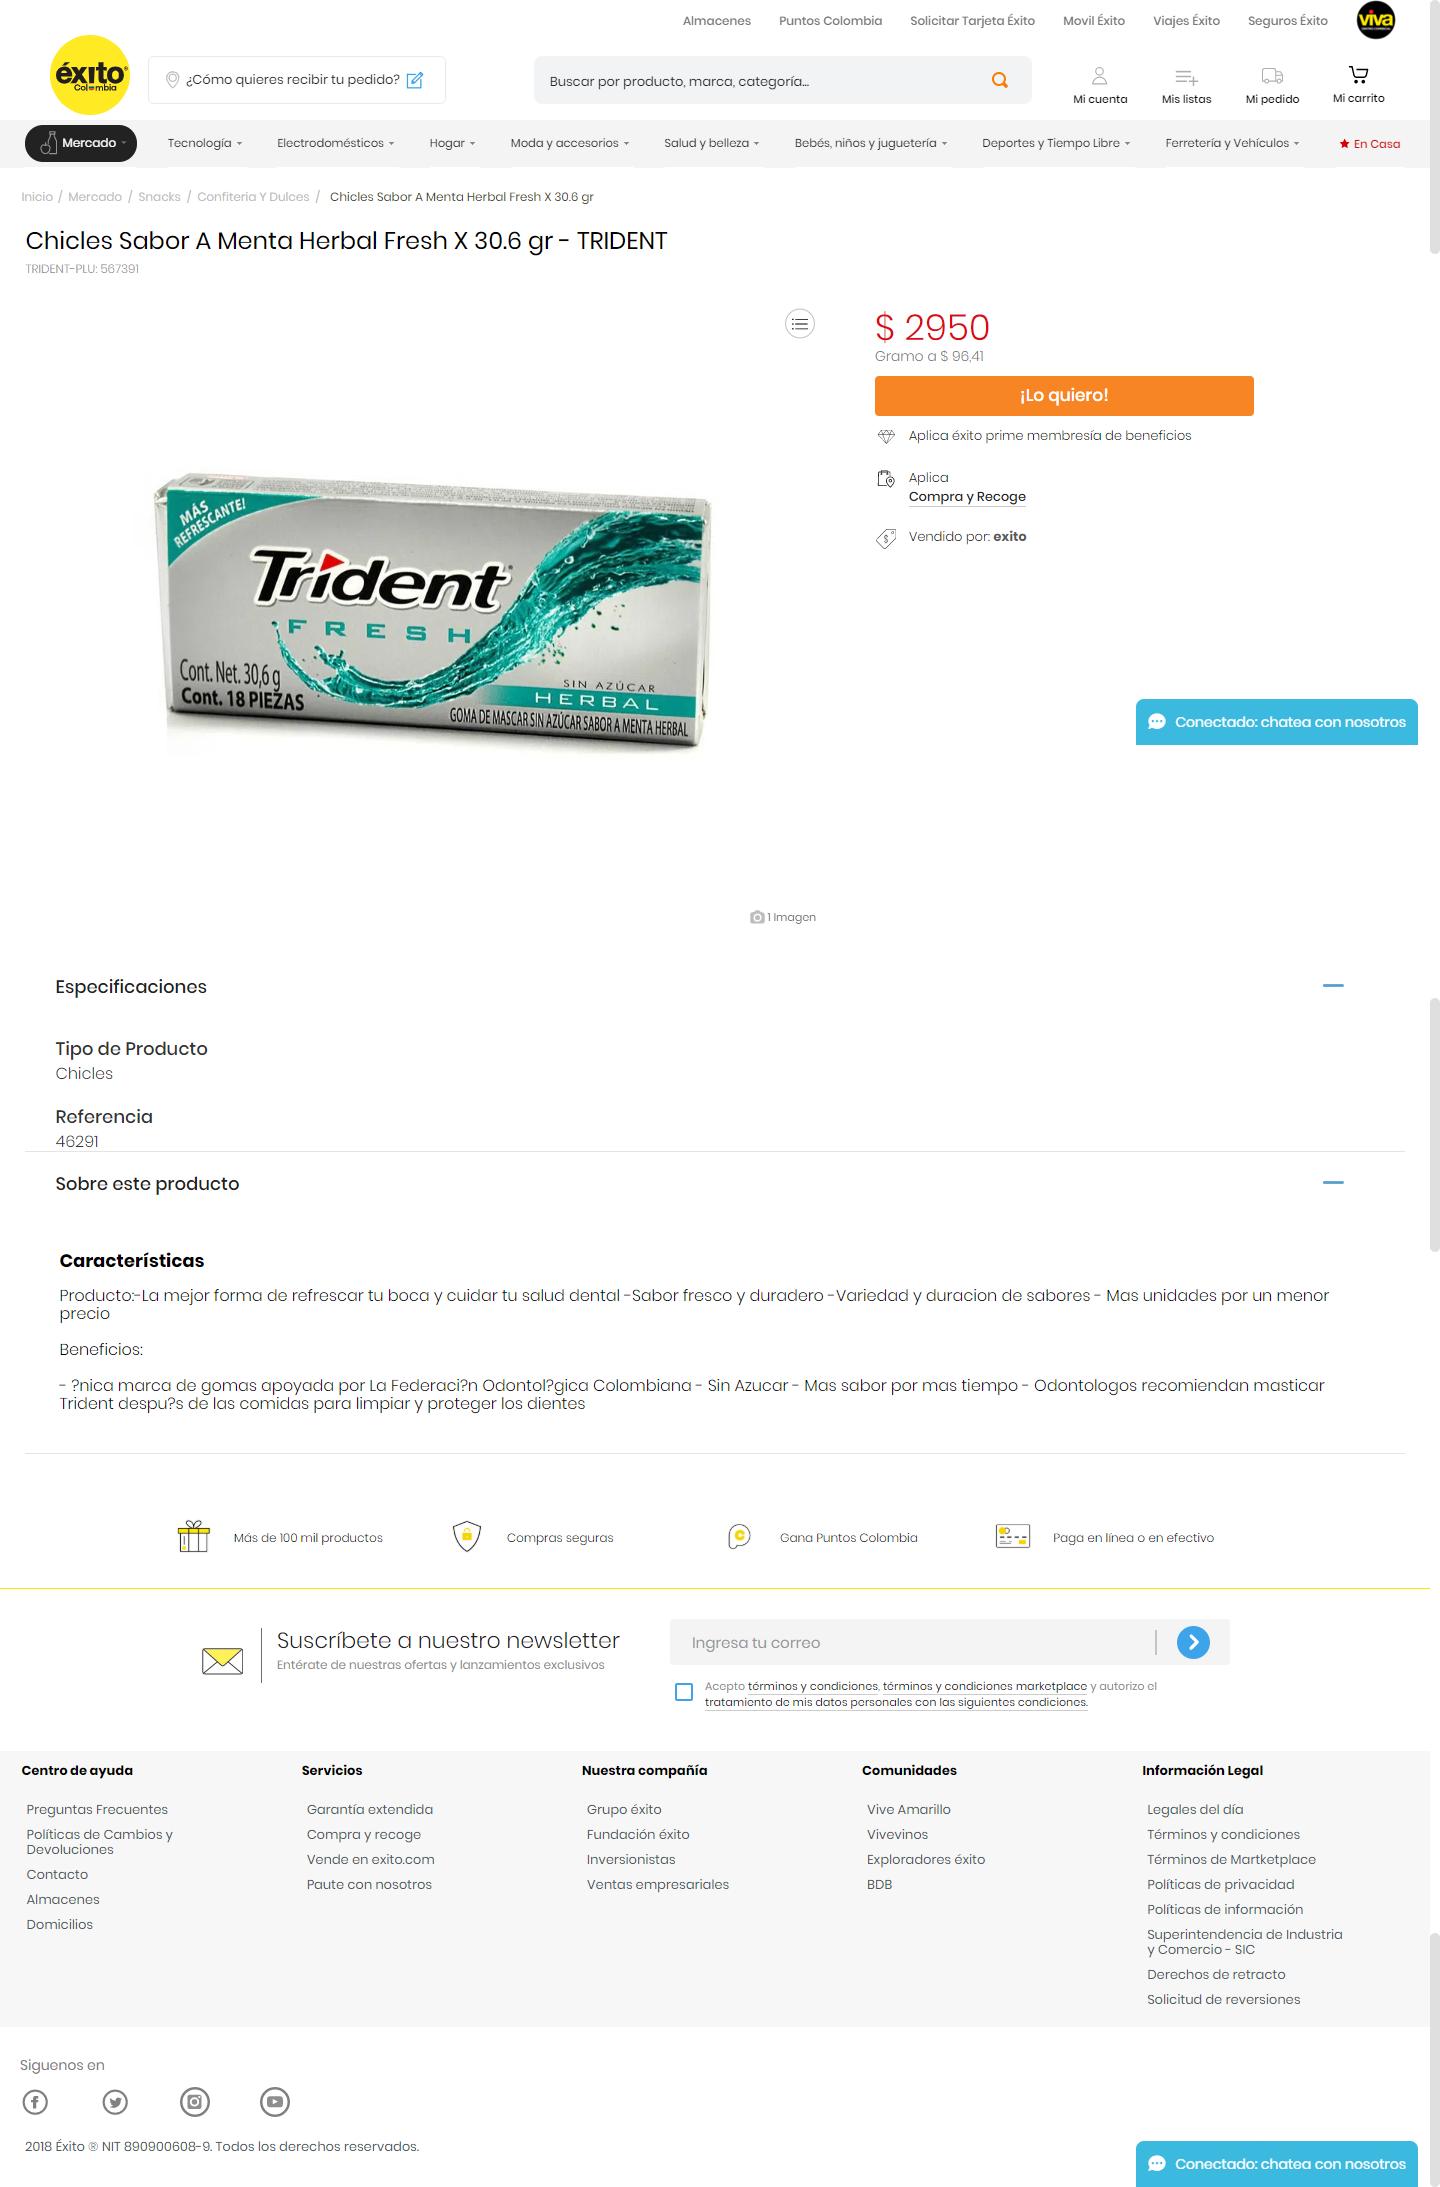 Almacenes Puntos Colombia Solicitar Tarjeta Éxito Movil Éxito Viajes Éxito Seguros Éxito viva
éxito
Colombia
¿Cómo quieres recibir tu pedido?
Buscar por producto, marca, categoría...
Mi cuenta Mis listas Mi pedido Mi carrito
Mercado Tecnología Electrodomésticos Hogar Moda y accesorios Salud y belleza Bebés, niños y juguetería Deportes y Tiempo Libre Ferretería y Vehículos En Casa
Inicio / Mercado / Snacks / Confiteria Y Dulces / Chicles Sabor A Menta Herbal Fresh X 30.6 gr
Chicles Sabor A Menta Herbal Fresh X 30.6 gr - TRIDENT
TRIDENT-PLU: 567391
$ 2950
Gramo a $ 96,41
¡Lo quiero!
Aplica éxito prime membresía de beneficios
Aplica
Compra y Recoge
Vendido por: exito
MÁS
REFRESCANTE!
Trident
FRESH
Cont. Net. 30,6 g
Cont. 18 PIEZAS
SIN AZÚCAR
HERBAL
GOMA DE MASCAR SIN AZÚCAR SABOR A MENTA HERBAL
Conectado: chatea con nosotros
1 Imagen
Especificaciones
Tipo de Producto
Chicles
Referencia
46291
Sobre este producto
Características
Producto:-La mejor forma de refrescar tu boca y cuidar tu salud dental -Sabor fresco y duradero -Variedad y duracion de sabores - Mas unidades por un menor
precio
Beneficios:
- ?nica marca de gomas apoyada por La Federaci?n Odontol?gica Colombiana - Sin Azucar - Mas sabor por mas tiempo - Odontologos recomiendan masticar
Trident despu?s de las comidas para limpiar y proteger los dientes
Más de 100 mil productos
Compras seguras
Gana Puntos Colombia
Paga en línea o en efectivo
Suscríbete a nuestro newsletter
Entérate de nuestras ofertas y lanzamientos exclusivos
Ingresa tu correo
Acepto términos y condiciones, términos y condiciones marketplace y autorizo el
tratamiento de mis datos personales con las siguientes condiciones.
Centro de ayuda
Preguntas Frecuentes
Políticas de Cambios y
Devoluciones
Contacto
Almacenes
Domicilios
Servicios
Garantía extendida
Compra y recoge
Vende en exito.com
Paute con nosotros
Nuestra compañía
Grupo éxito
Fundación éxito
Inversionistas
Ventas empresariales
Comunidades
Vive Amarillo
Vivevinos
Exploradores éxito
BDB
Información Legal
Legales del día
Términos y condiciones
Términos de Martketplace
Políticas de privacidad
Políticas de información
Superintendencia de Industria
y Comercio - SIC
Derechos de retracto
Solicitud de reversiones
Siguenos en
2018 Éxito ® NIT 890900608-9. Todos los derechos reservados.
Conectado: chatea con nosotros